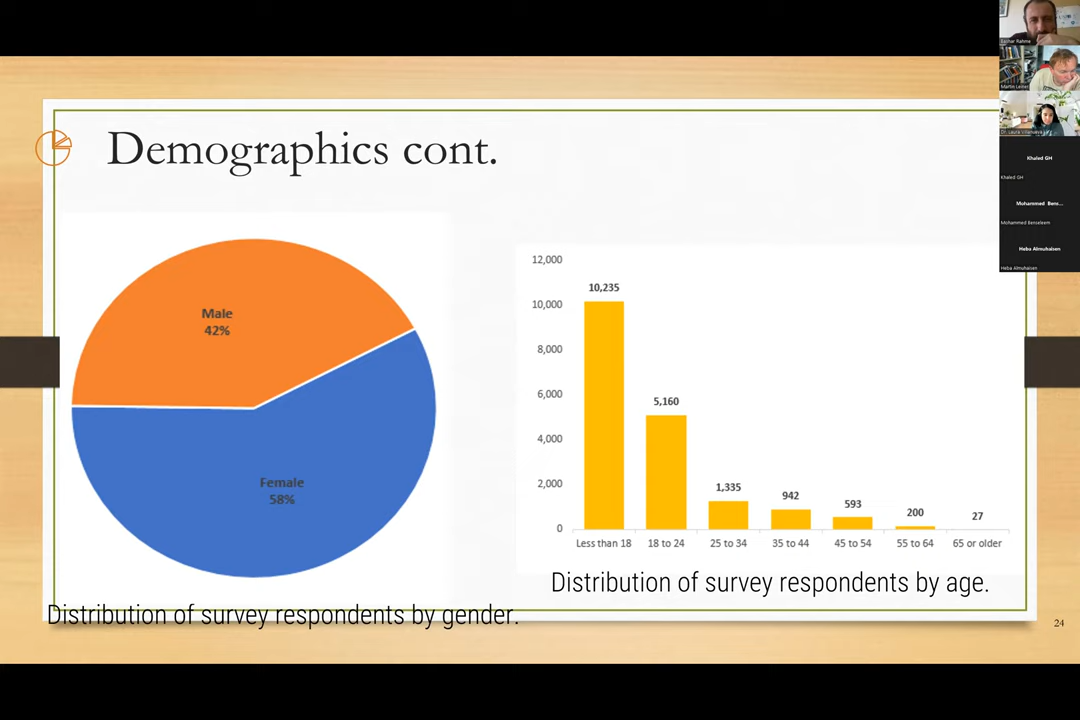 Demographics cont.
Male
42%
Female
58%
Distribution of survey respondents by gender.
12,000
10,000
8,000
6,000
4,000
2,000
0
10,235
5,160
1,335
942
593
200
27
Less than 18
18 to 24
25 to 34
35 to 44
45 to 54
55 to 64
65 or older
Distribution of survey respondents by age.
24
Martin Leiser
Khaled GH
Khaled GH
Mohammed Bens...
Mohammed Benseleem
Heba Almuhaisen
Heba Almuhaisen